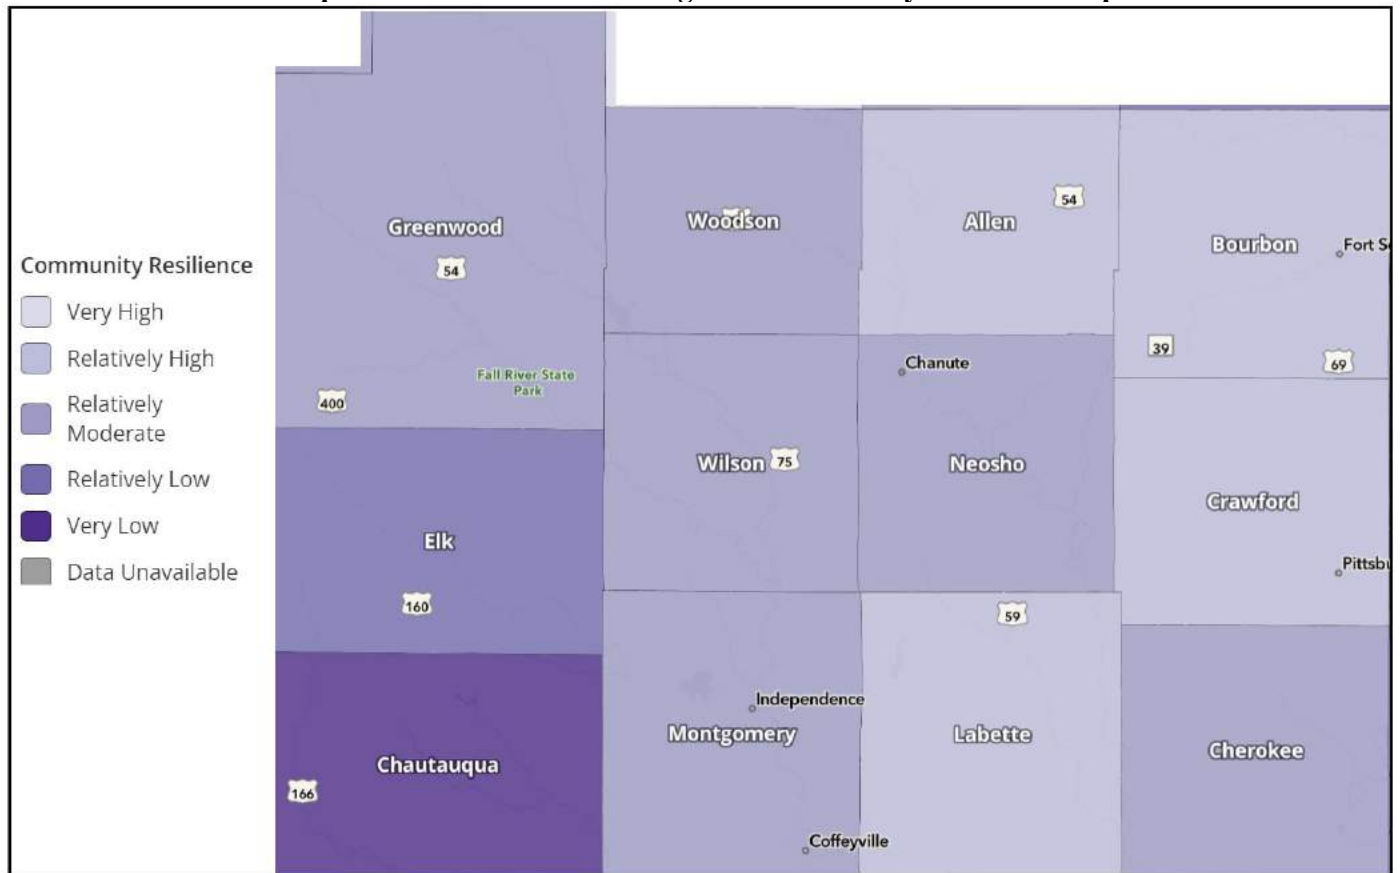 Community Resilience
Very High
Relatively High
Relatively
Moderate
Relatively Low
Very Low
Data Unavailable
Greenwood
54
Fall River State
Park
400
Woodson
Allen
54
Bourbon
Fort S
39
69
Chanute
Wilson
75
Neosho
Crawford
Pittsb
Elk
160
59
Independence
Montgomery
Labette
Cherokee
Chautauqua
166
Coffeyville